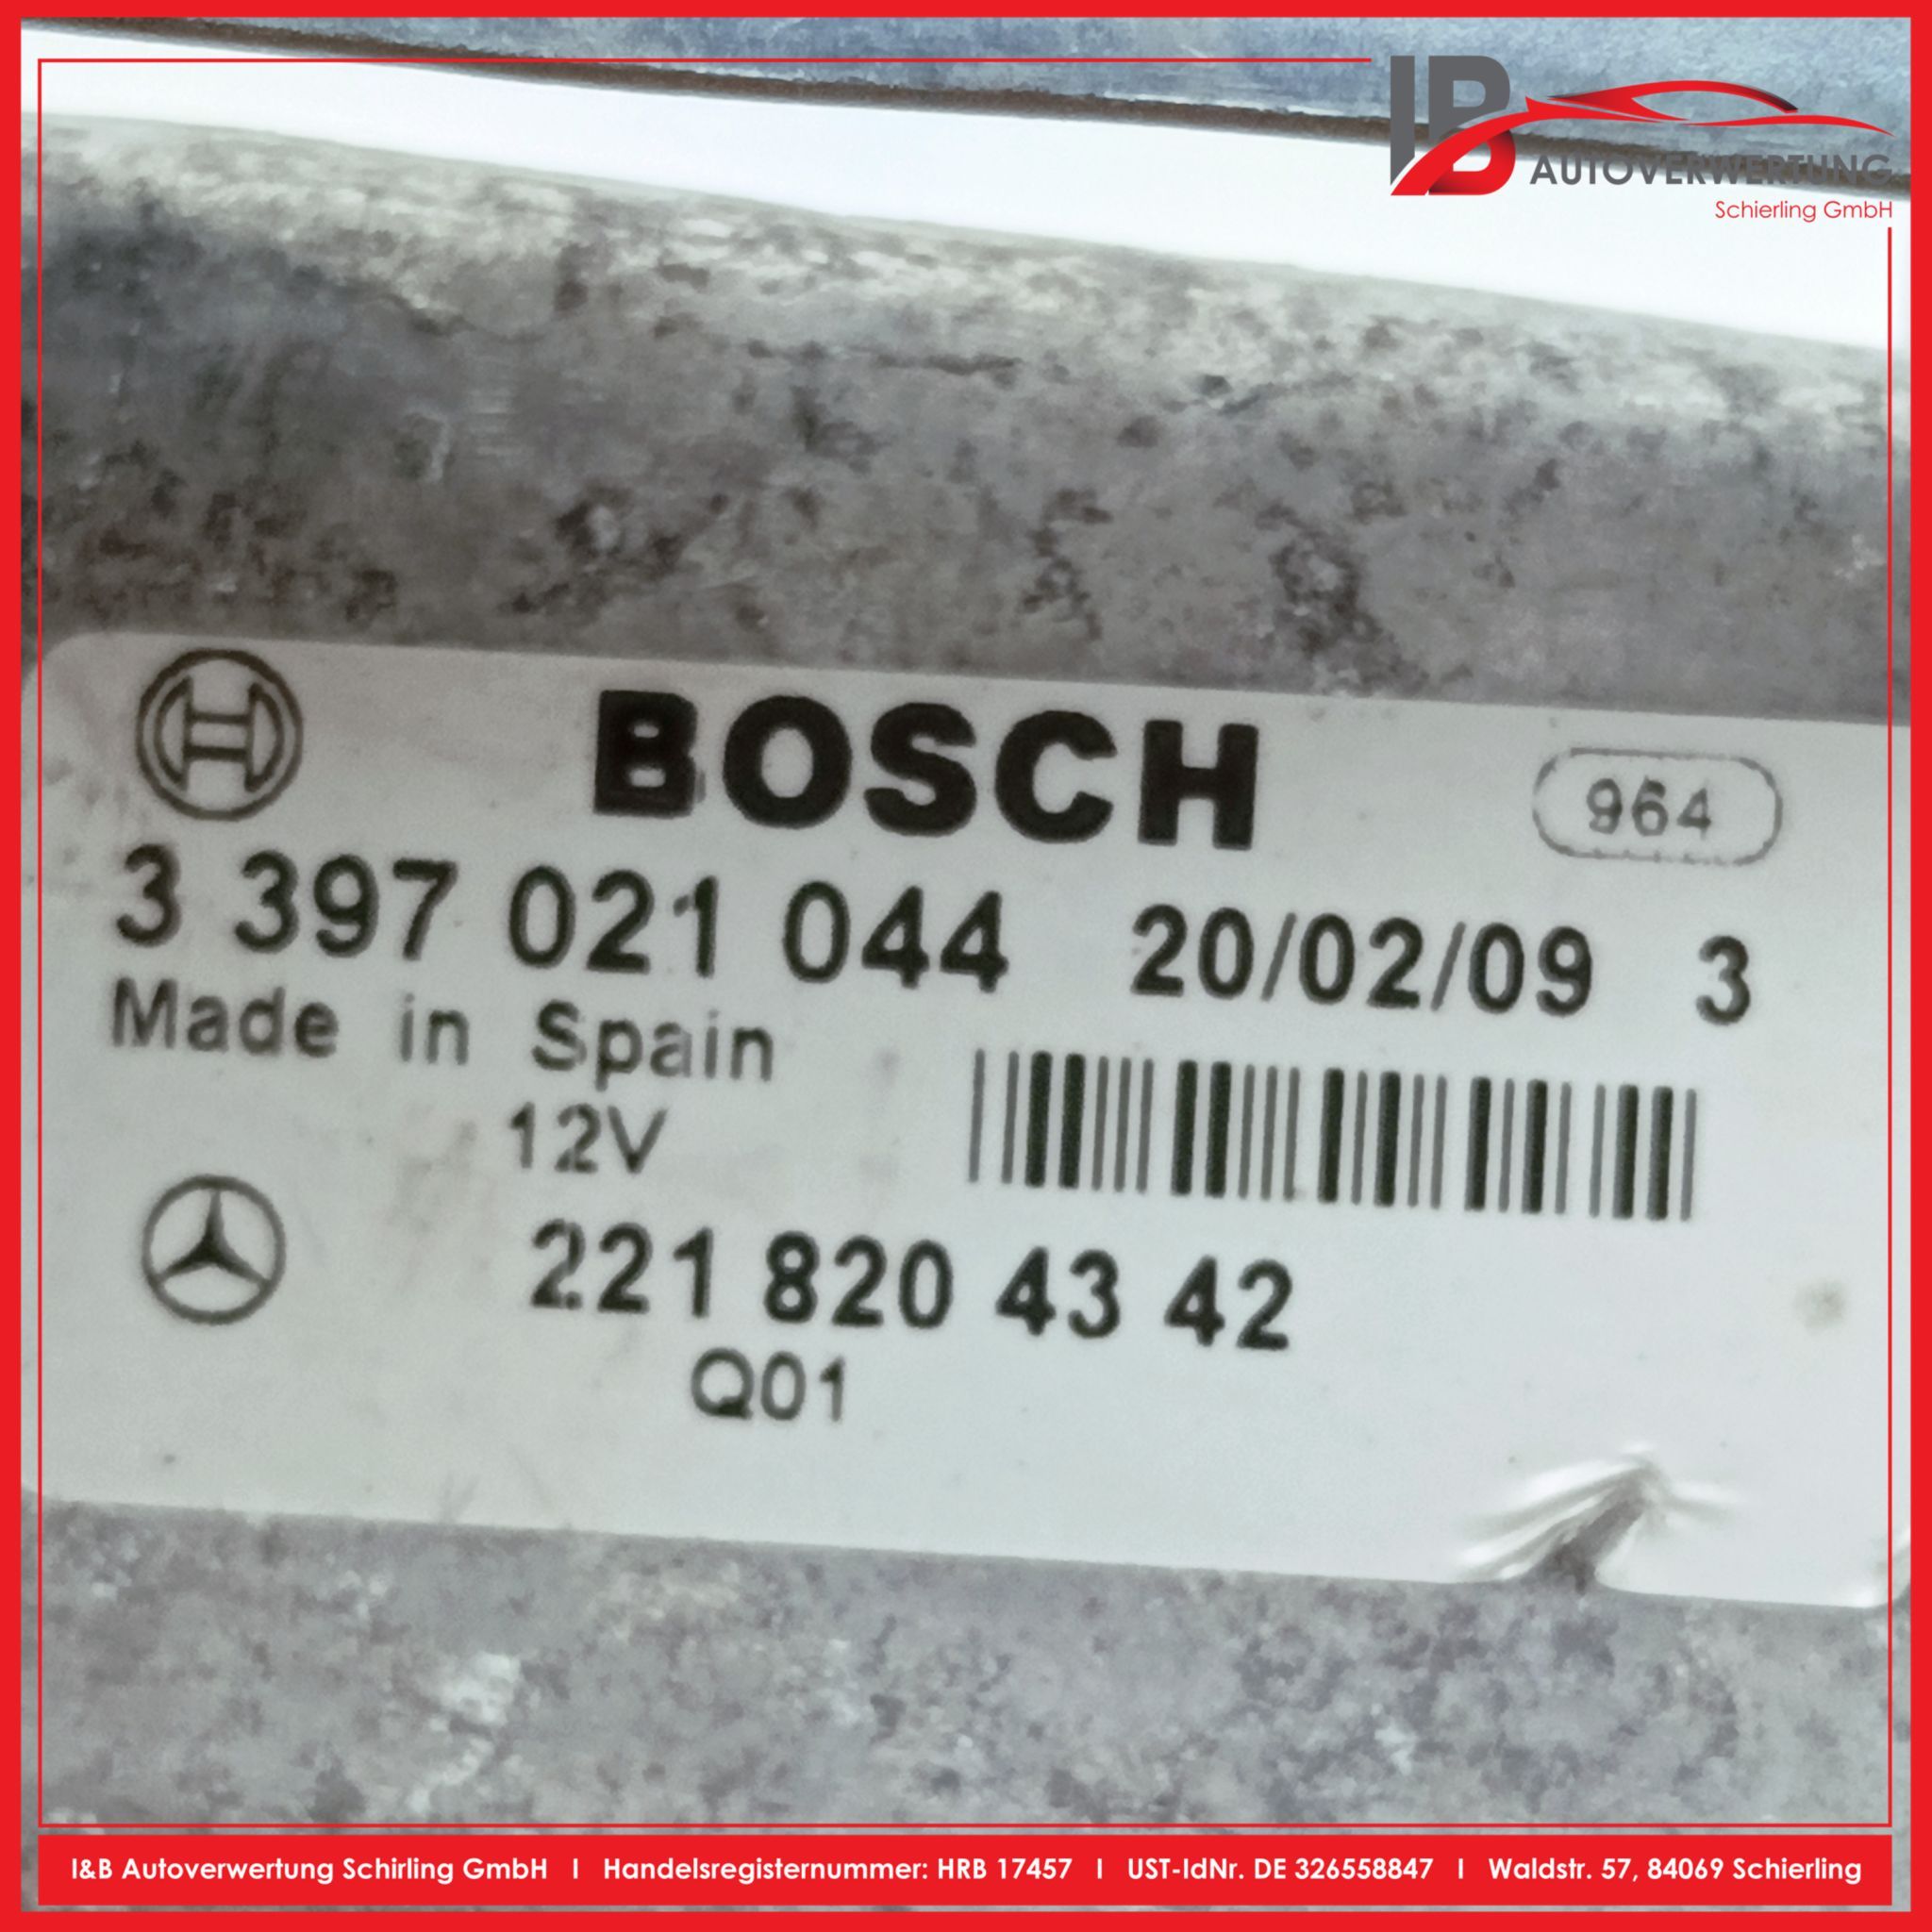 IB
AUTOVERWERTUNG
Schierling GmbH
BOSCH
964
3 397 021 044 20/02/09 3
Made in Spain
12V
221 820 43 42
Q01
I&B Autoverwertung Schirling GmbH I Handelsregisternummer: HRB 17457 I UST-IdNr. DE 326558847 I Waldstr. 57, 84069 Schierling